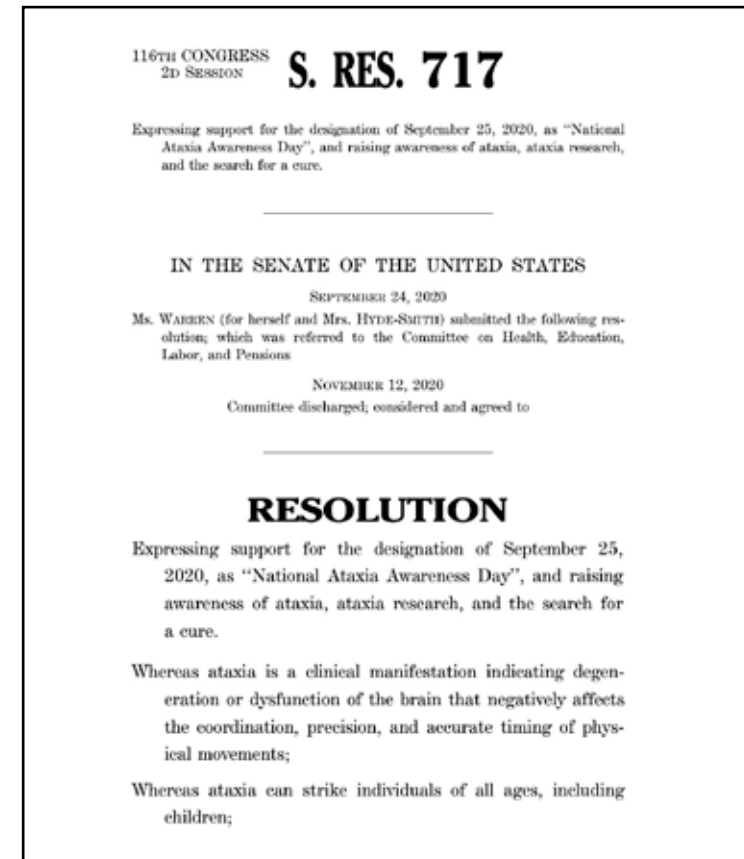 116TH CONGRESS
2D SESSION
S. RES. 717
Expressing support for the designation of September 25, 2020, as “National
Ataxia Awareness Day”, and raising awareness of ataxia, ataxia research,
and the search for a cure.
IN THE SENATE OF THE UNITED STATES
SEPTEMBER 24, 2020
Ms. WARREN (for herself and Mrs. HYDE-SMITH) submitted the following res-
olution; which was referred to the Committee on Health, Education,
Labor, and Pensions
NOVEMBER 12, 2020
Committee discharged; considered and agreed to
RESOLUTION
Expressing support for the designation of September 25,
2020, as “National Ataxia Awareness Day”, and raising
awareness of ataxia, ataxia research, and the search for
a cure.
Whereas ataxia is a clinical manifestation indicating degen-
eration or dysfunction of the brain that negatively affects
the coordination, precision, and accurate timing of phys-
ical movements;
Whereas ataxia can strike individuals of all ages, including
children;